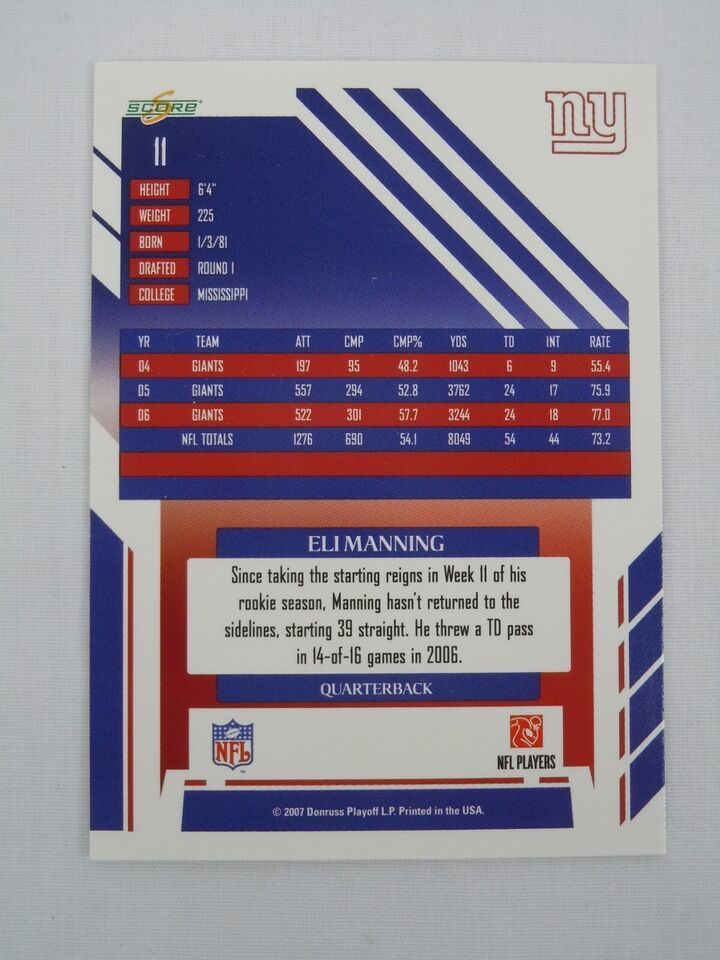 SCORE
ny
11
HEIGHT 6'4"
WEIGHT 225
BORN 1/3/81
DRAFTED ROUND 1
COLLEGE MISSISSIPPI
YR TEAM ATT CMP CMP% YDS TD INT RATE
04 GIANTS 197 95 48.2 1043 6 9 55.4
05 GIANTS 557 294 52.8 3762 24 17 75.9
06 GIANTS 522 301 57.7 3244 24 18 77.0
NFL TOTALS 1276 690 54.1 8049 54 44 73.2
ELI MANNING
Since taking the starting reigns in Week 11 of his
rookie season, Manning hasn't returned to the
sidelines, starting 39 straight. He threw a TD pass
in 14-of-16 games in 2006.
QUARTERBACK
NFL
NFL PLAYERS
© 2007 Donruss Playoff L.P. Printed in the USA.